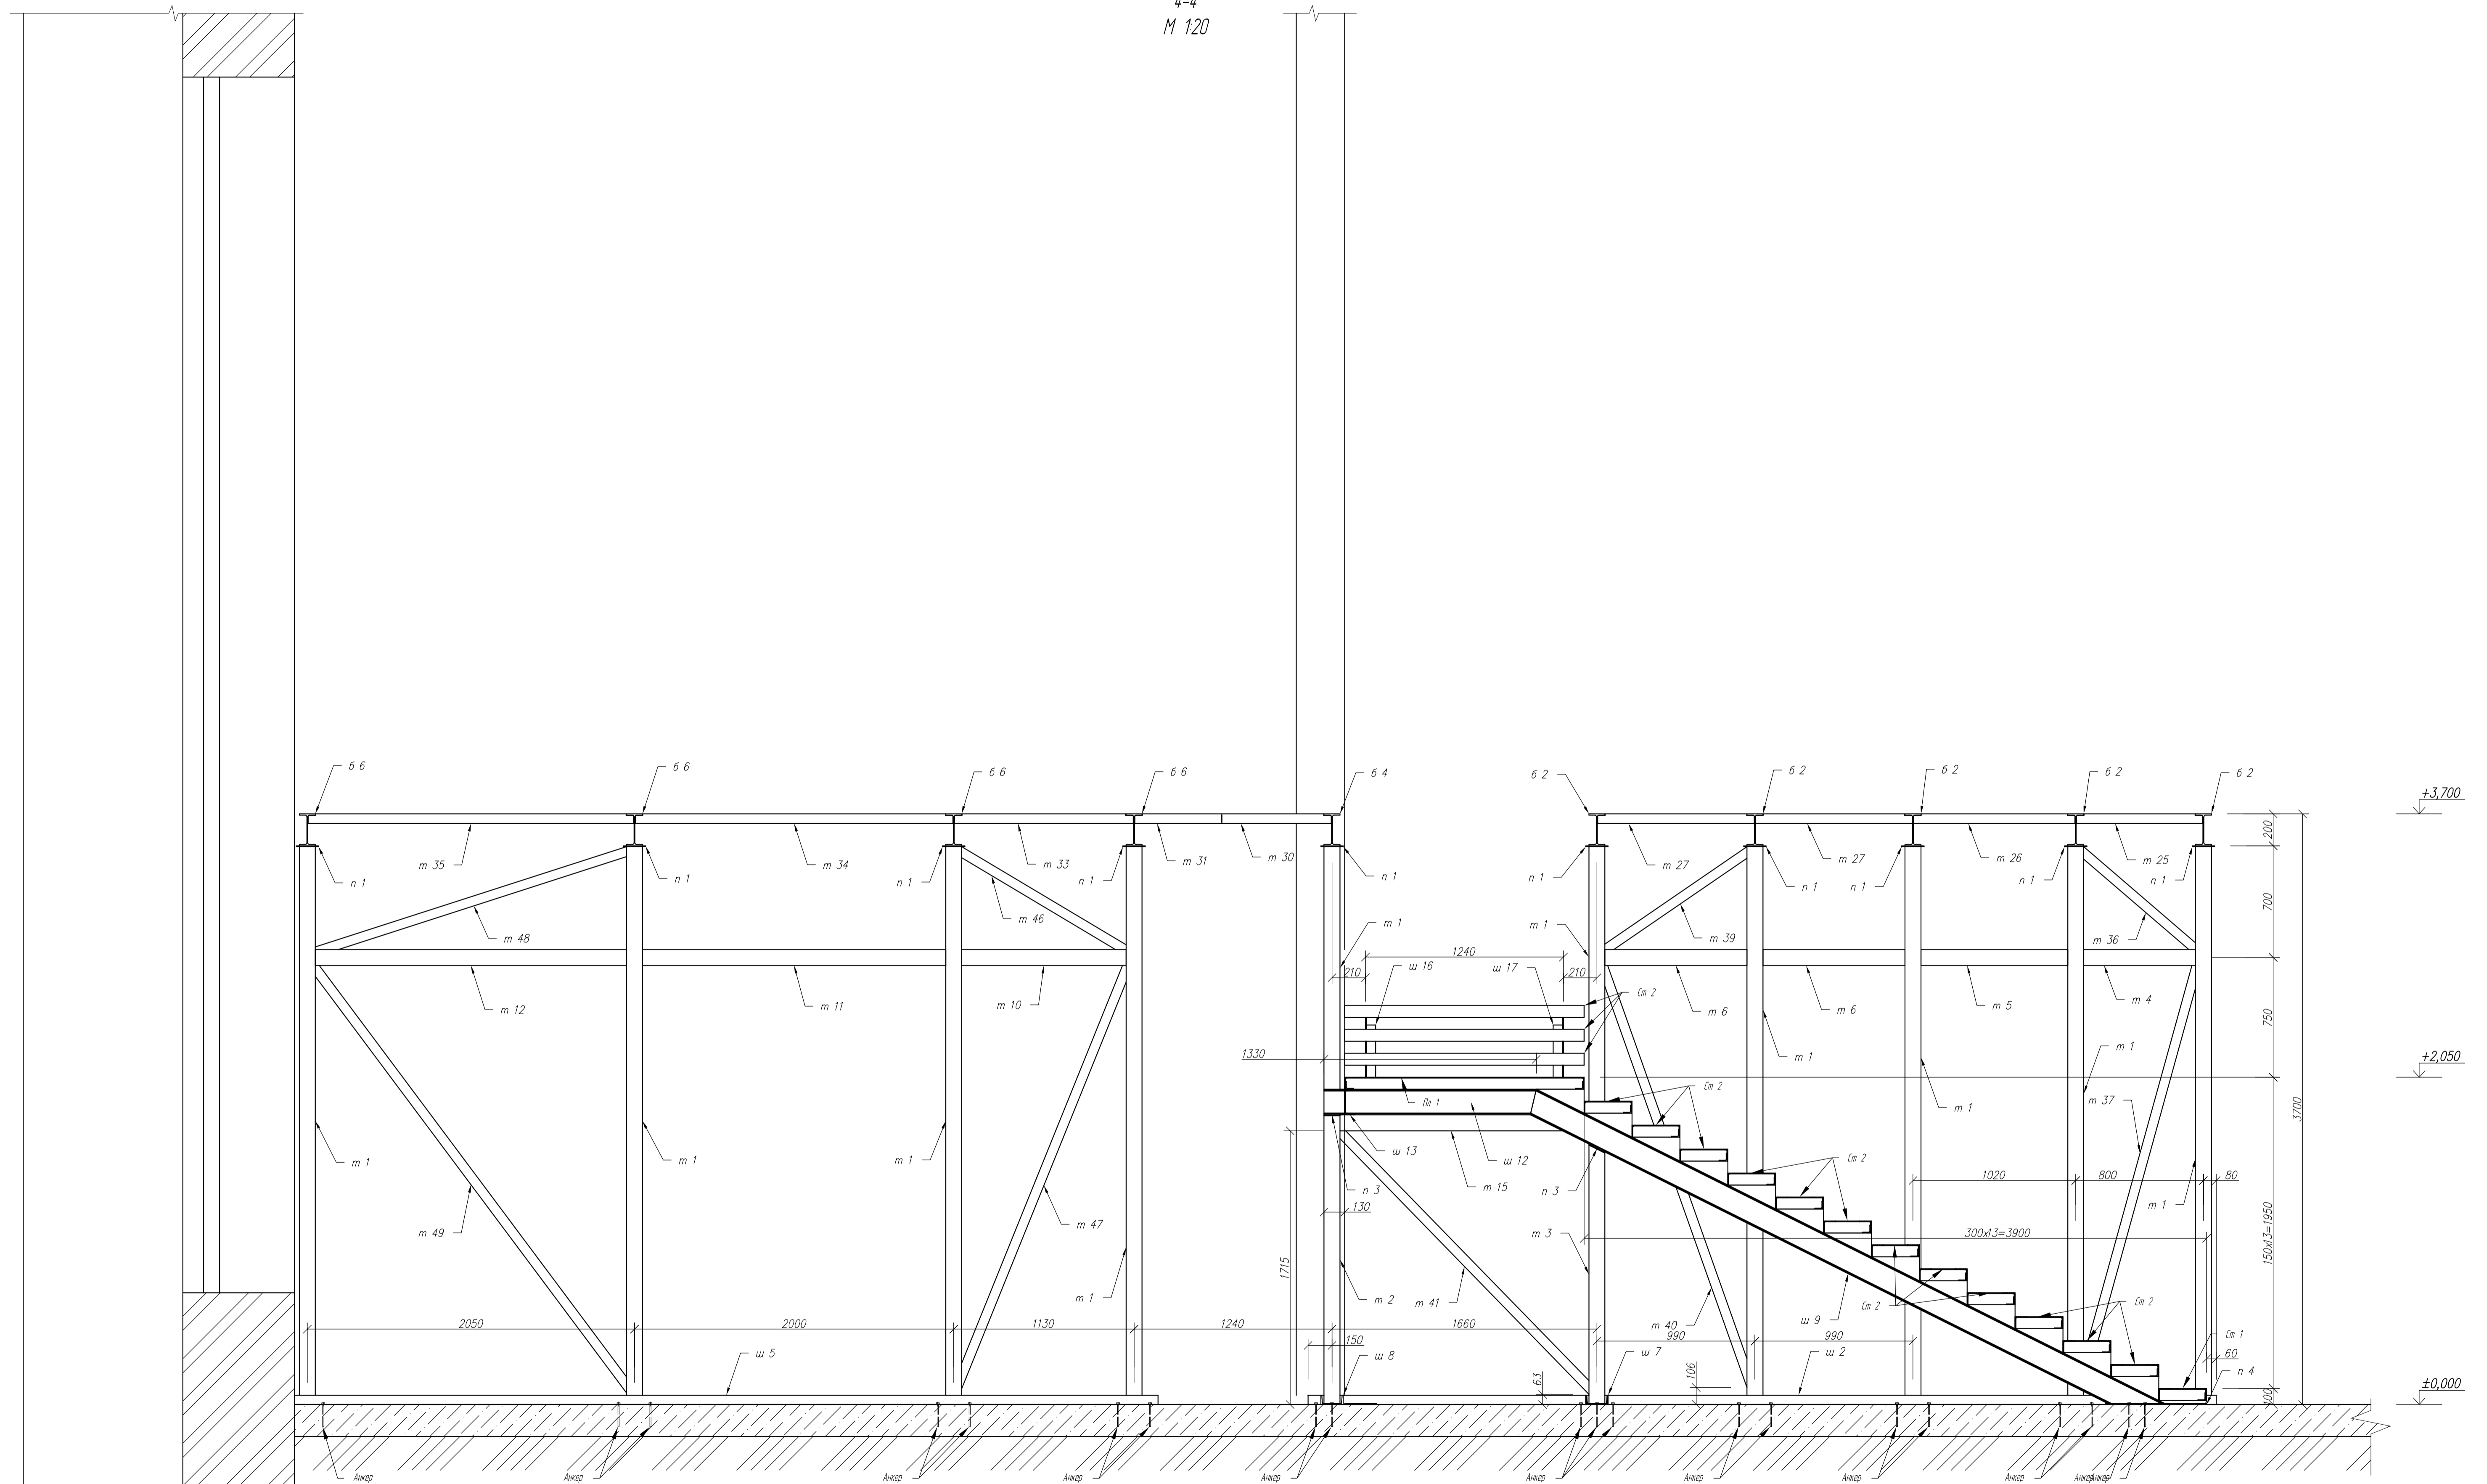 4-4
М 1:20
б 6
б 6
б 6
б 6
б 4
б 2
б 2
б 2
б 2
б 2
+3,700
200
т 35
т 34
т 33
т 31
т 30
т 27
т 27
т 26
т 25
п 1
п 1
п 1
п 1
п 1
п 1
п 1
п 1
п 1
п 1
700
т 48
т 46
т 1
т 1
т 39
т 36
1240
210
210
ш 16
ш 17
Ст 2
т 12
т 11
т 10
т 6
т 6
т 5
т 4
750
1330
т 1
т 1
+2,050
Пл 1
Ст 2
т 1
т 37
3700
т 1
т 1
т 1
ш 13
ш 12
Ст 2
п 3
т 15
п 3
1020
800
80
130
т 1
т 49
т 47
т 3
300х13=3900
150х13=1950
1715
т 1
т 2
т 41
Ст 2
Ст 2
2050
2000
1130
1240
1660
т 40
ш 9
990
990
Ст 1
150
60
ш 5
ш 8
ш 7
ш 2
п 4
63
106
100
±0,000
Анкер
Анкер
Анкер
Анкер
Анкер
Анкер
Анкер
Анкер
Анкер
Анкер
Анкер